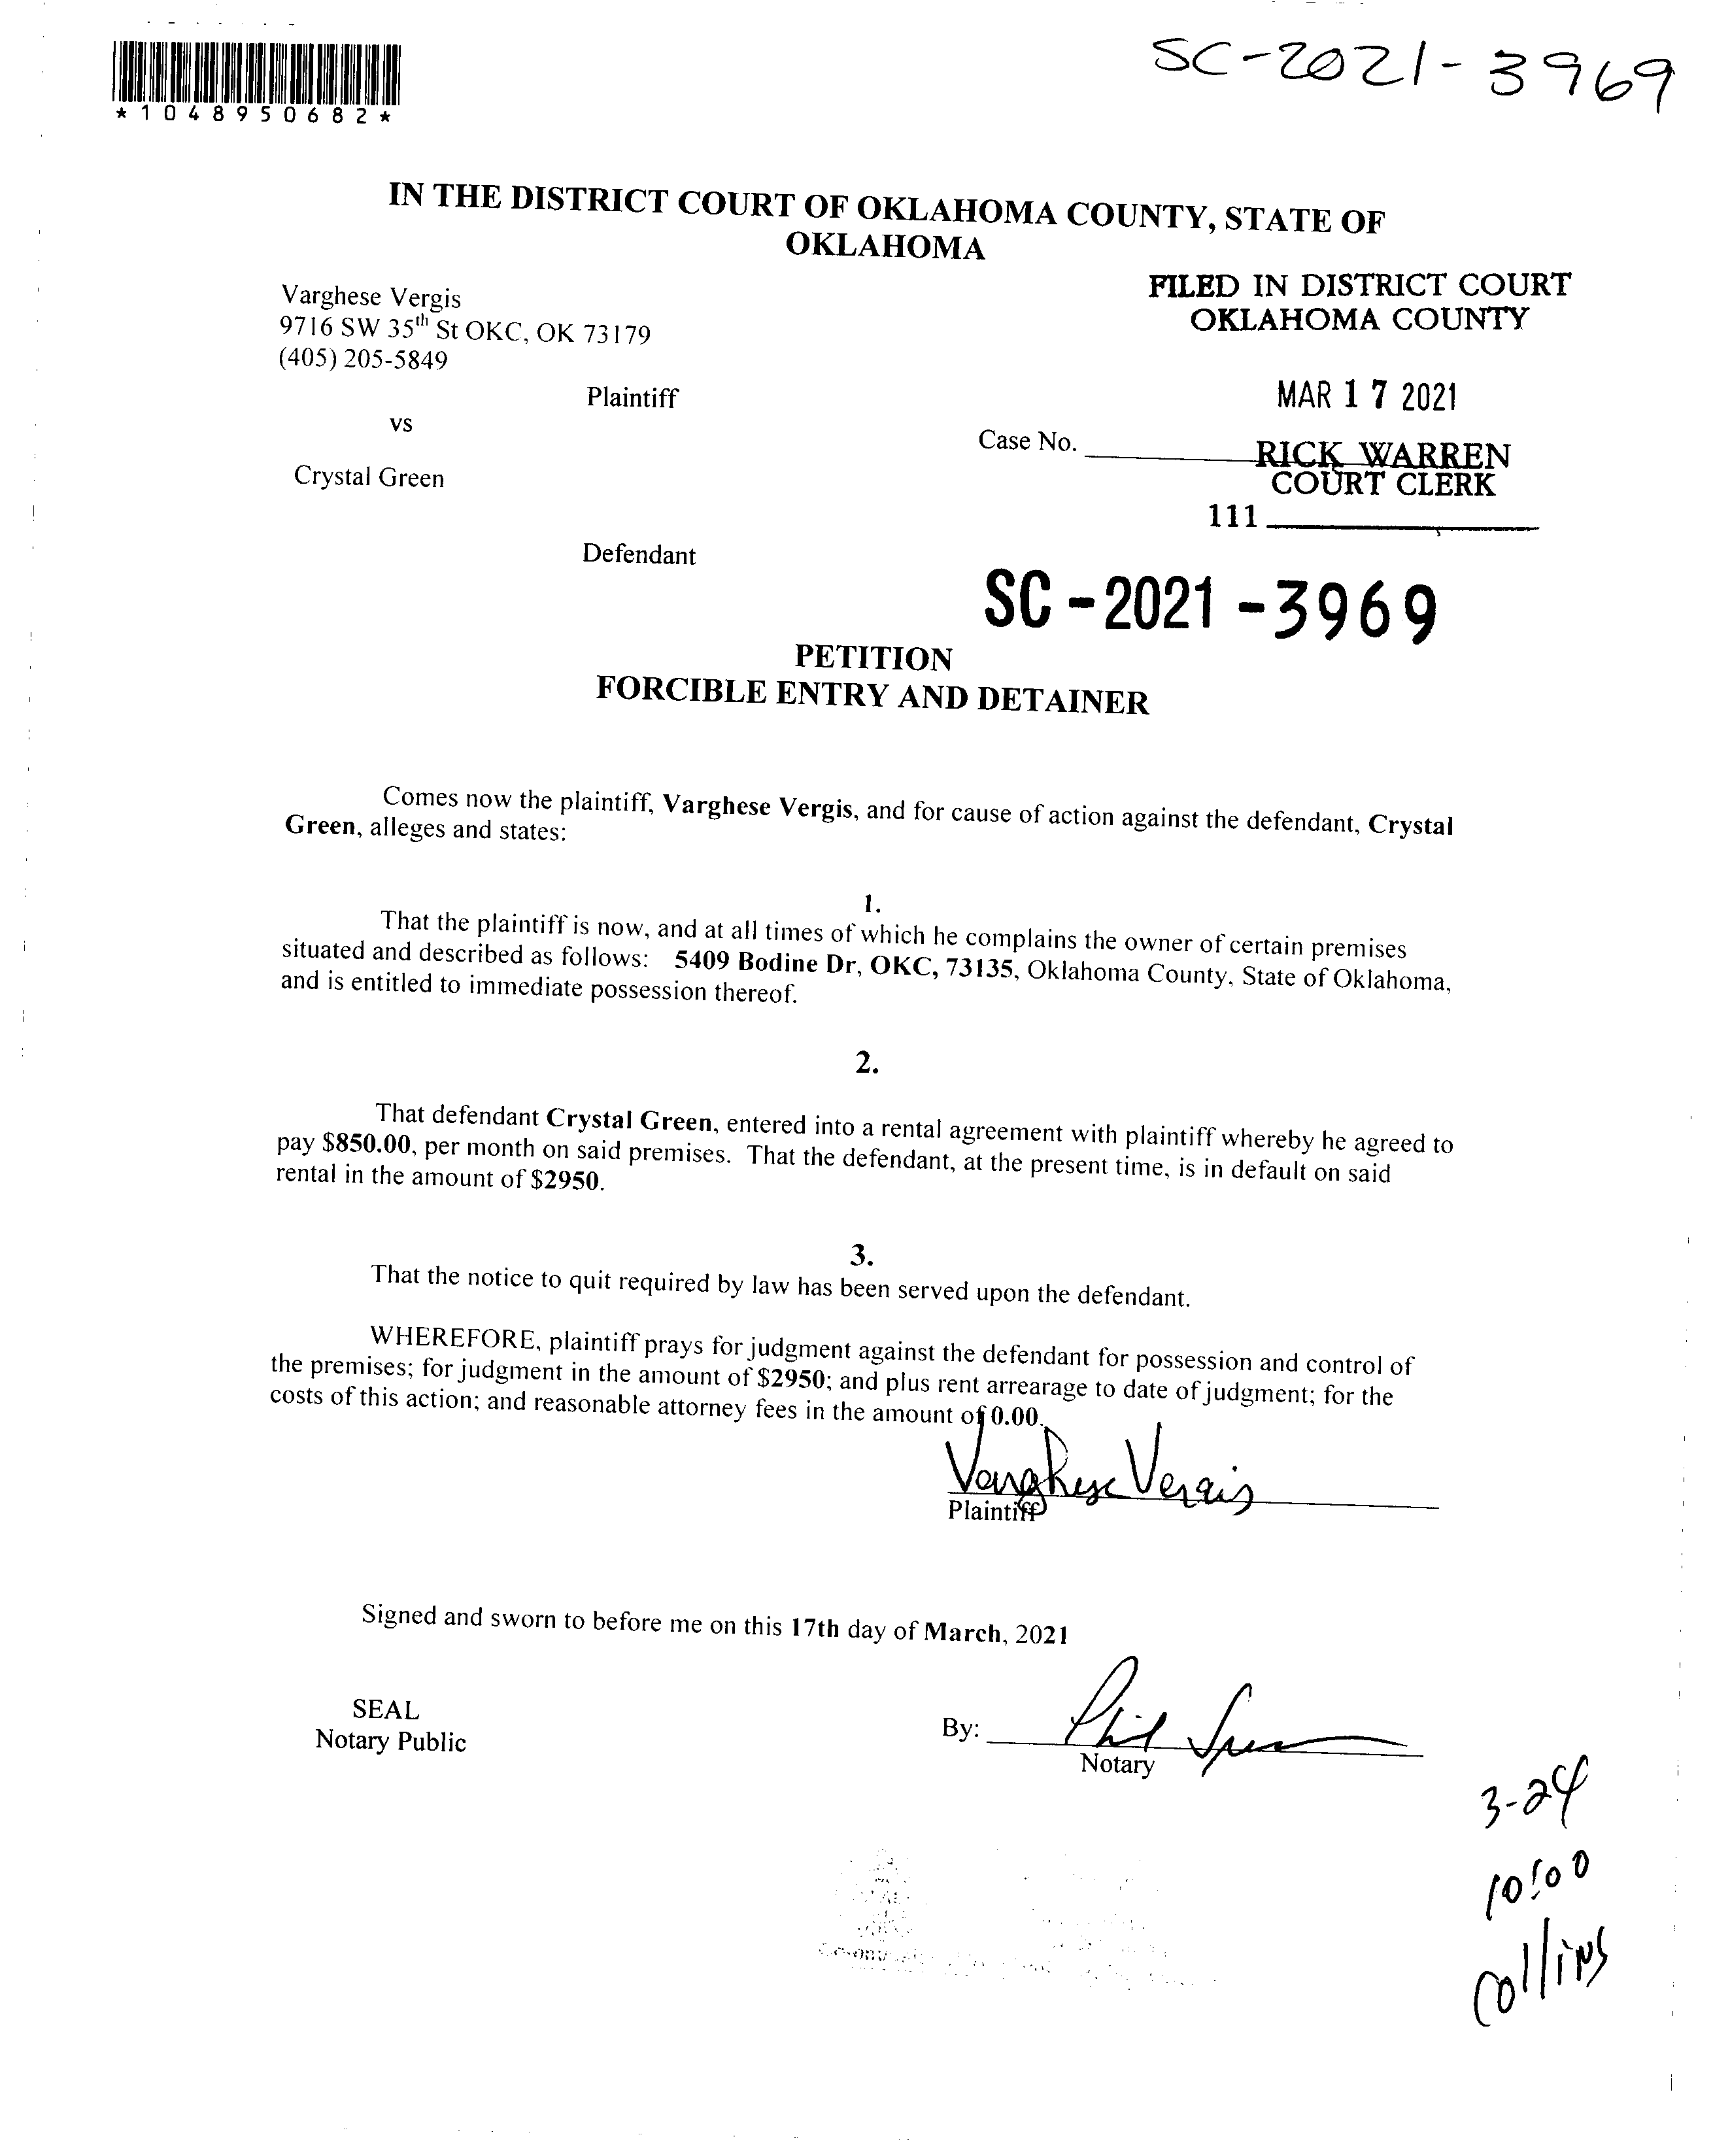 SC-2021-3969
*1048950682*
IN THE DISTRICT COURT OF OKLAHOMA COUNTY, STATE OF
OKLAHOMA
Varghese Vergis
9716 SW 35th St OKC, OK 73179
(405) 205-5849
Plaintiff
vs
Crystal Green
Defendant
FILED IN DISTRICT COURT
OKLAHOMA COUNTY
MAR 17 2021
Case No.
RICK WARREN
COURT CLERK
111
SC-2021-3969
PETITION
FORCIBLE ENTRY AND DETAINER
Comes now the plaintiff, Varghese Vergis, and for cause of action against the defendant, Crystal
Green, alleges and states:
1.
That the plaintiff is now, and at all times of which he complains the owner of certain premises
situated and described as follows: 5409 Bodine Dr, OKC, 73135, Oklahoma County, State of Oklahoma,
and is entitled to immediate possession thereof.
2.
That defendant Crystal Green, entered into a rental agreement with plaintiff whereby he agreed to
pay $850.00, per month on said premises. That the defendant, at the present time, is in default on said
rental in the amount of $2950.
3.
That the notice to quit required by law has been served upon the defendant.
WHEREFORE, plaintiff prays for judgment against the defendant for possession and control of
the premises; for judgment in the amount of $2950; and plus rent arrearage to date of judgment; for the
costs of this action; and reasonable attorney fees in the amount of 0.00.
Varghese Vergis
Plaintiff
Signed and sworn to before me on this 17th day of March, 2021
SEAL
Notary Public
By: Phil
Notary
3-24
10:00
Collins